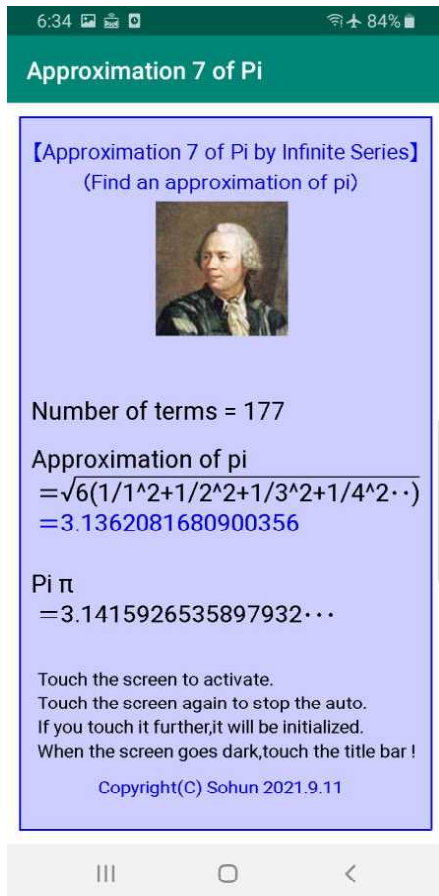 6:34 84%
Approximation 7 of Pi
【Approximation 7 of Pi by Infinite Series】
(Find an approximation of pi)
Number of terms = 177
Approximation of pi
=√6(1/1^2+1/2^2+1/3^2+1/4^2··)
=3.1362081680900356
Pi π
=3.1415926535897932···
Touch the screen to activate.
Touch the screen again to stop the auto.
If you touch it further,it will be initialized.
When the screen goes dark,touch the title bar !
Copyright(C) Sohun 2021.9.11